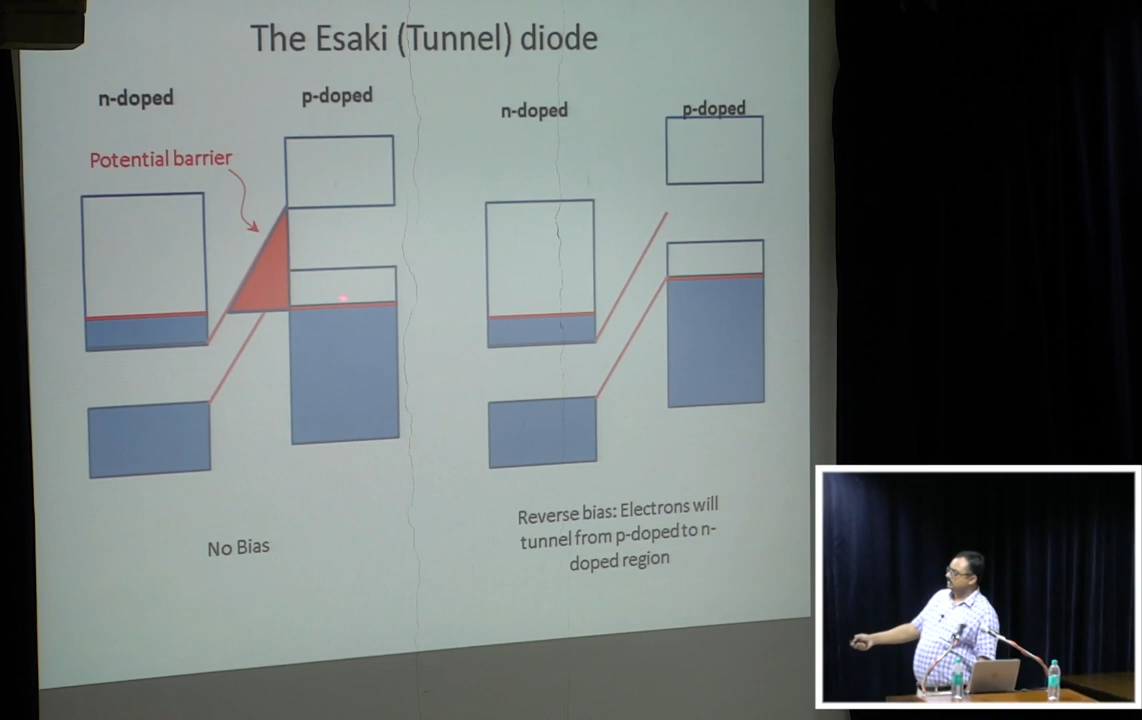 The Esaki (Tunnel) diode
n-doped
p-doped
Potential barrier
No Bias
n-doped
p-doped
Reverse bias: Electrons will
tunnel from p-doped to n-
doped region